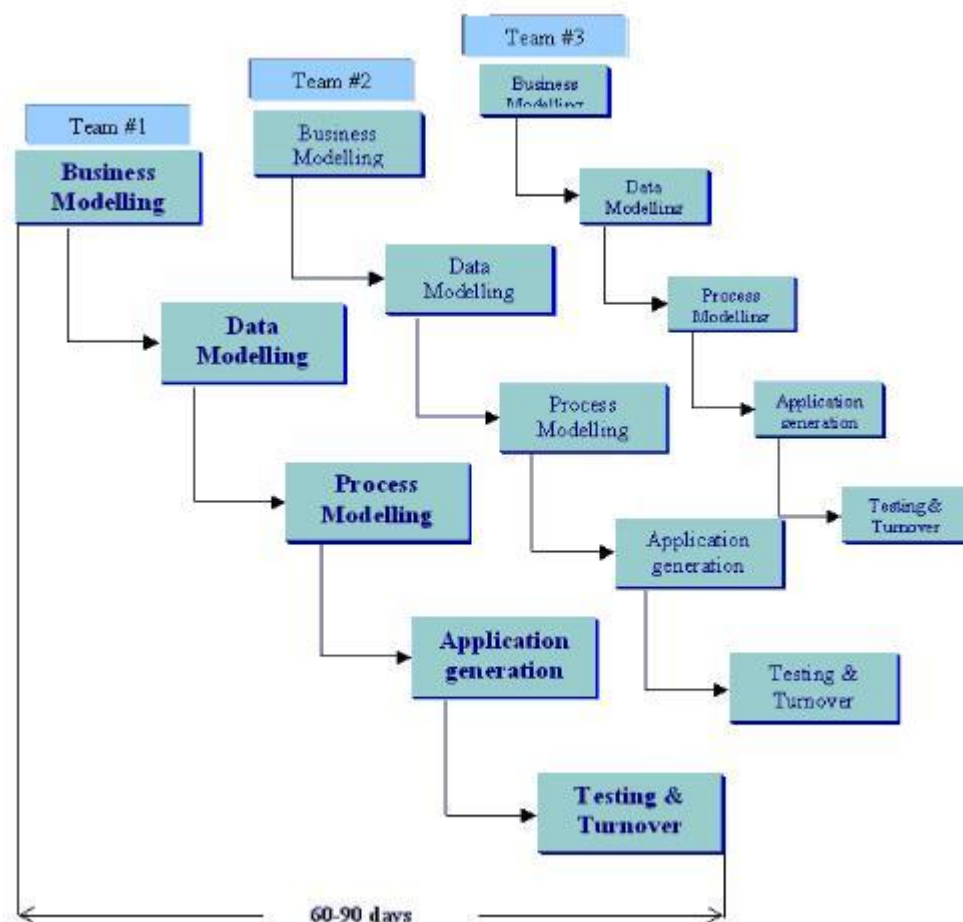 Team #1
Business
Modelling
Data
Modelling
Process
Modelling
Application
generation
Testing &
Turnover
Team #2
Business
Modelling
Data
Modelling
Process
Modelling
Application
generation
Testing &
Turnover
Team #3
Business
Modelling
Data
Modelling
Process
Modelling
Application
generation
Testing &
Turnover
60-90 days